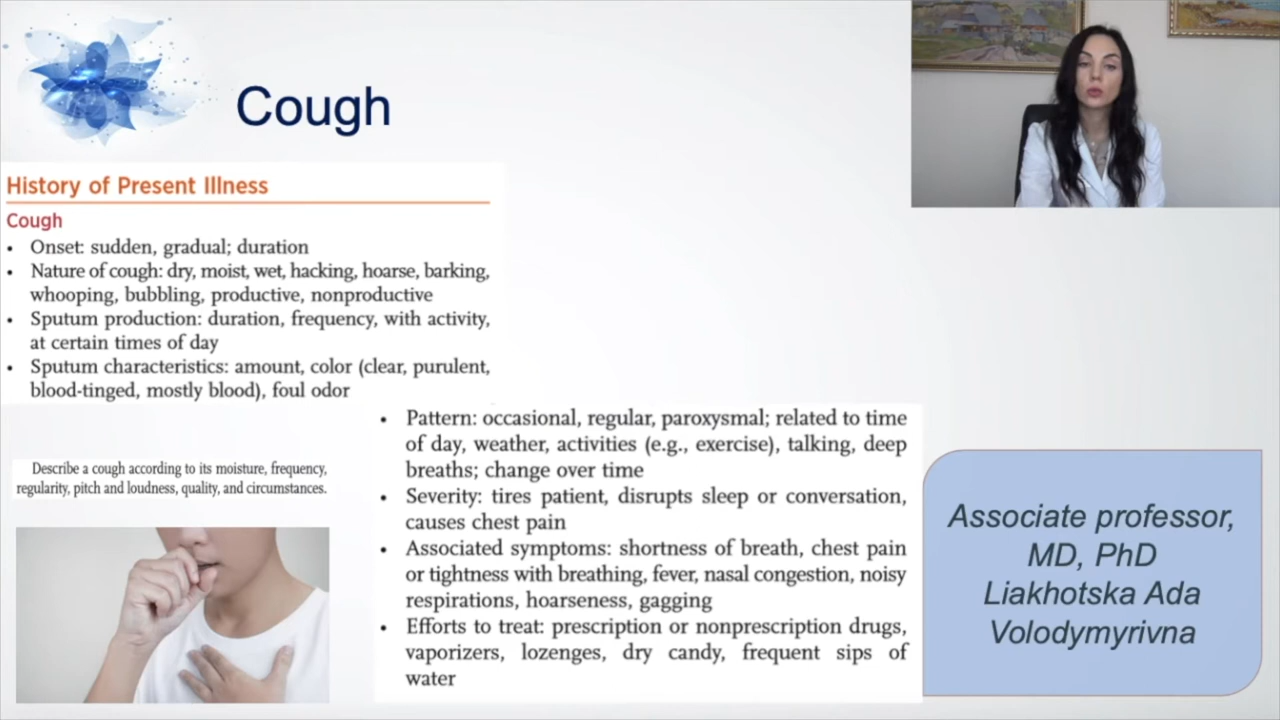 Cough
History of Present Illness
Cough
• Onset: sudden, gradual; duration
• Nature of cough: dry, moist, wet, hacking, hoarse, barking,
whooping, bubbling, productive, nonproductive
• Sputum production: duration, frequency, with activity,
at certain times of day
• Sputum characteristics: amount, color (clear, purulent,
blood-tinged, mostly blood), foul odor
• Pattern: occasional, regular, paroxysmal; related to time
of day, weather, activities (e.g., exercise), talking, deep
breaths; change over time
• Severity: tires patient, disrupts sleep or conversation,
causes chest pain
• Associated symptoms: shortness of breath, chest pain
or tightness with breathing, fever, nasal congestion, noisy
respirations, hoarseness, gagging
• Efforts to treat: prescription or nonprescription drugs,
vaporizers, lozenges, dry candy, frequent sips of
water
Describe a cough according to its moisture, frequency,
regularity, pitch and loudness, quality, and circumstances.
Associate professor,
MD, PhD
Liakhotska Ada
Volodymyrivna